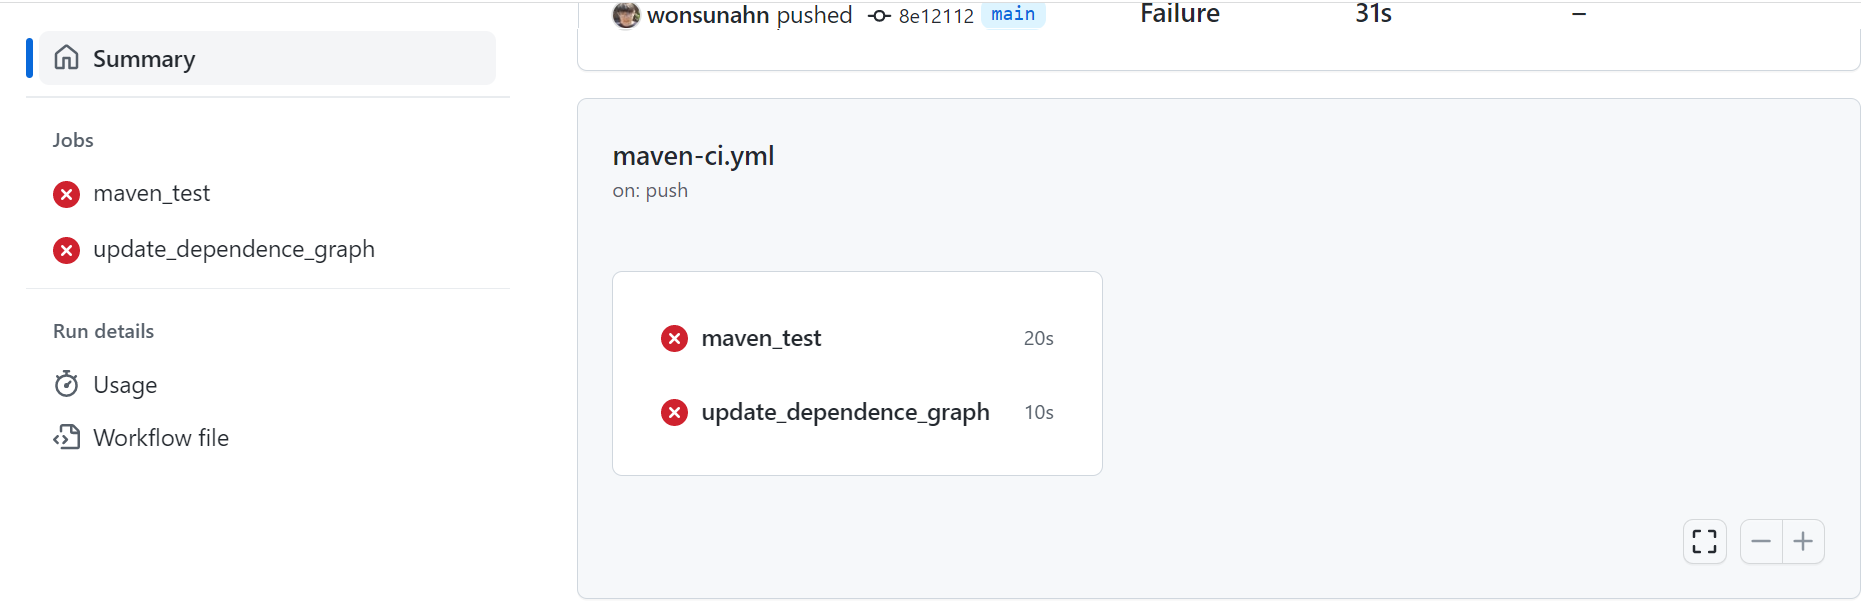 wonsunahn pushed 8e12112 main Failure 31s –
Summary
Jobs
maven_test
update_dependence_graph
Run details
Usage
Workflow file
maven-ci.yml
on: push
maven_test 20s
update_dependence_graph 10s